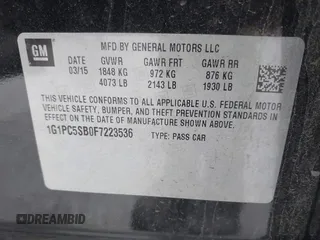 GM
MFD BY GENERAL MOTORS LLC
03/15 GVWR GAWR FRT GAWR RR
1848 KG 972 KG 876 KG
4073 LB 2143 LB 1930 LB
THIS VEHICLE CONFORMS TO ALL APPLICABLE U.S. FEDERAL MOTOR
VEHICLE SAFETY, BUMPER, AND THEFT PREVENTION STANDARDS
IN EFFECT ON THE DATE OF MANUFACTURE SHOWN ABOVE.
1G1PC5SB0F7223536 TYPE: PASS CAR
DREAMBID